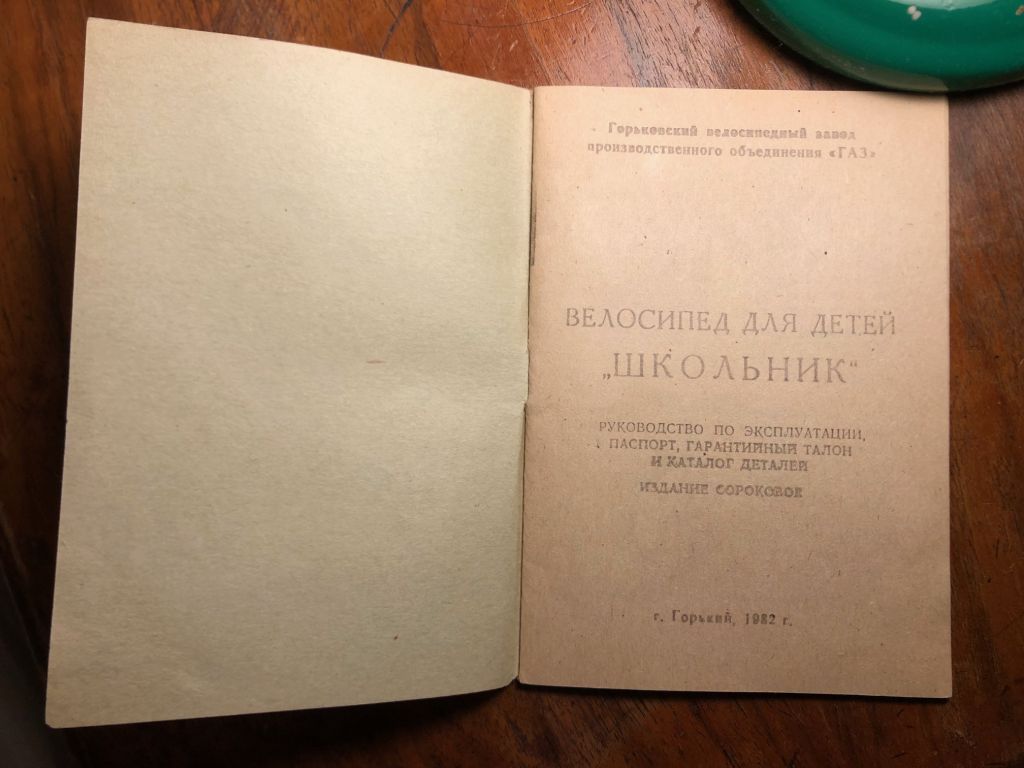 Горьковский велосипедный завод
производственного объединения «ГАЗ»
ВЕЛОСИПЕД ДЛЯ ДЕТЕЙ
„ШКОЛЬНИК“
РУКОВОДСТВО ПО ЭКСПЛУАТАЦИИ,
ПАСПОРТ, ГАРАНТИЙНЫЙ ТАЛОН
И КАТАЛОГ ДЕТАЛЕЙ
ИЗДАНИЕ СОРОКОВОЕ
г. Горький, 1982 г.